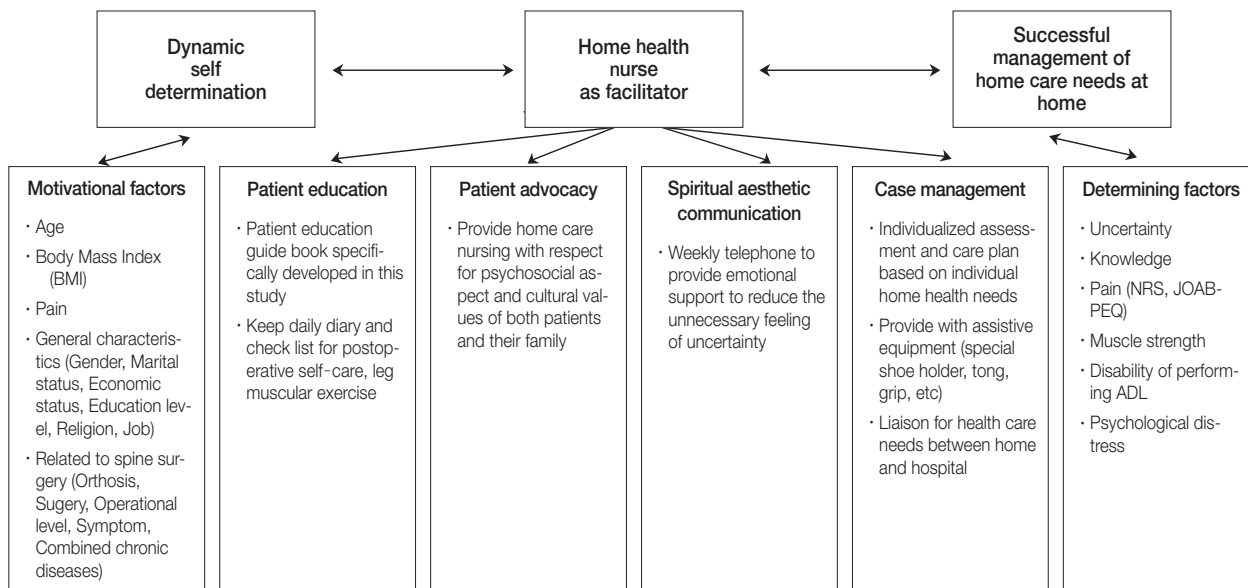 Dynamic
self
determination
Home health
nurse
as facilitator
Successful
management of
home care needs at
home
Motivational factors
· Age
· Body Mass Index
(BMI)
· Pain
· General characteris-
tics (Gender, Marital
status, Economic
status, Education lev-
el, Religion, Job)
· Related to spine sur-
gery (Orthosis,
Sugery, Operational
level, Symptom,
Combined chronic
diseases)
Patient education
· Patient education
guide book specifi-
cally developed in this
study
· Keep daily diary and
check list for postop-
erative self-care, leg
muscular exercise
Patient advocacy
· Provide home care
nursing with respect
for psychosocial as-
pect and cultural val-
ues of both patients
and their family
Spiritual aesthetic
communication
· Weekly telephone to
provide emotional
support to reduce the
unnecessary feeling
of uncertainty
Case management
· Individualized assess-
ment and care plan
based on individual
home health needs
· Provide with assistive
equipment (special
shoe holder, tong,
grip, etc)
· Liaison for health care
needs between home
and hospital
Determining factors
· Uncertainty
· Knowledge
· Pain (NRS, JOAB-
PEQ)
· Muscle strength
· Disability of perform-
ing ADL
· Psychological dis-
tress